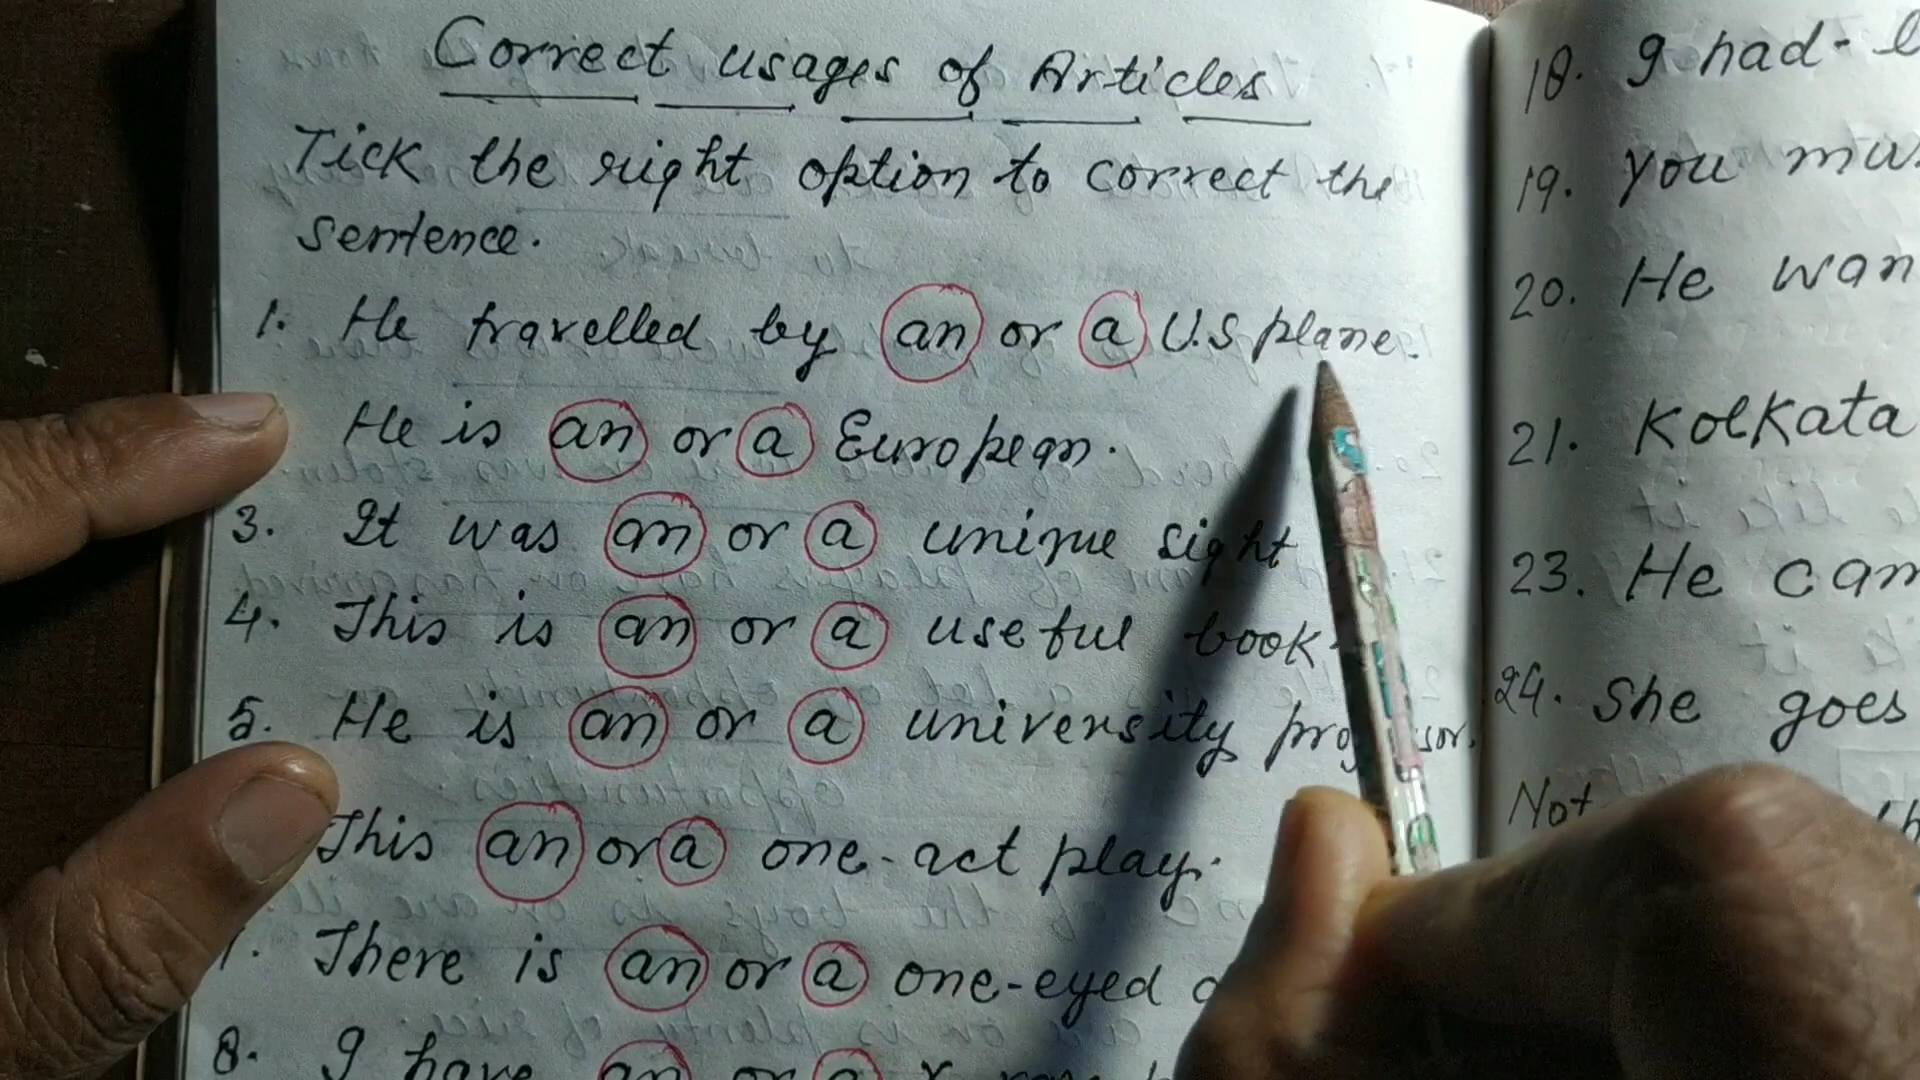 Correct usages of Articles
Tick the right option to correct the
sentence.
1. He travelled by an or a U.S plane.
He is an or a European.
3. It was an or a unique sight
4. This is an or a useful book.
5. He is an or a university
This an or a one-act play.
There is an or a one-eyed
8. I have an or a
18. I had-
19. you
20. He
21. Kolkata
23. He
24. She goes